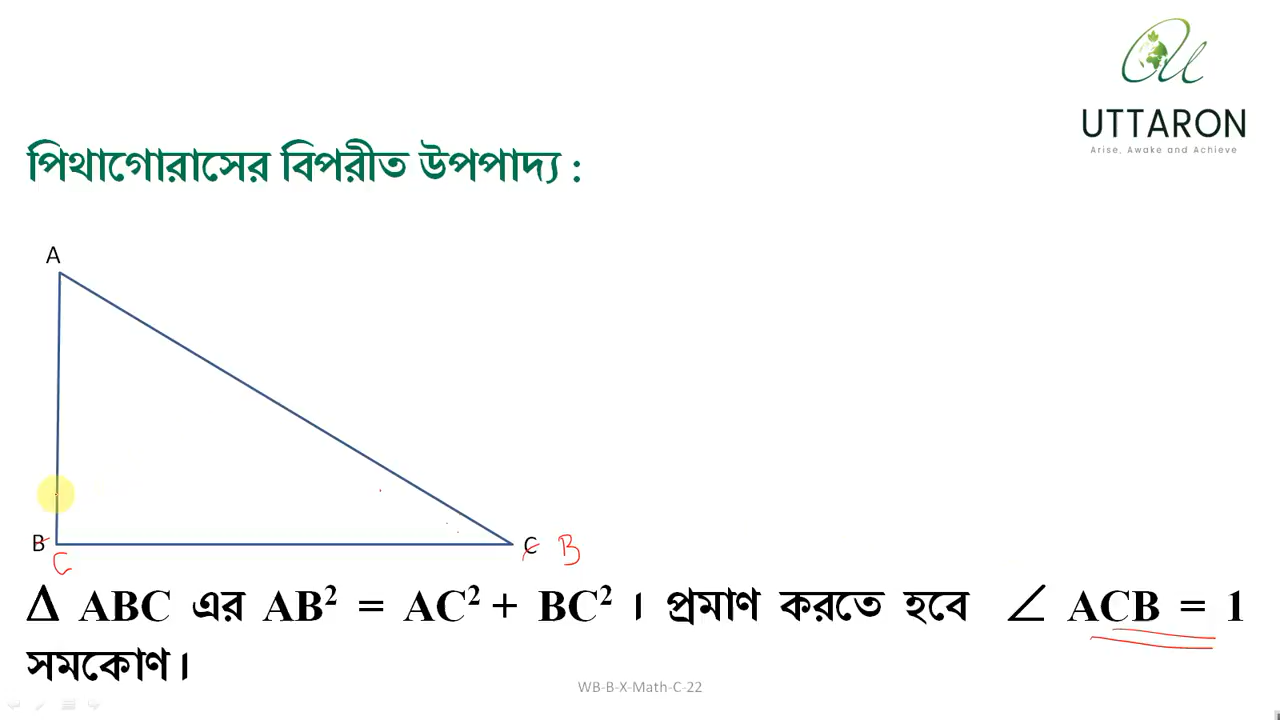 UTTARON
Arise, Awake and Achieve
পিথাগোরাসের বিপরীত উপপাদ্য :
A
B C B
C
Δ ABC এর AB² = AC² + BC² । প্রমাণ করতে হবে ∠ ACB = 1
সমকোণ।
WB-B-X-Math-C-22